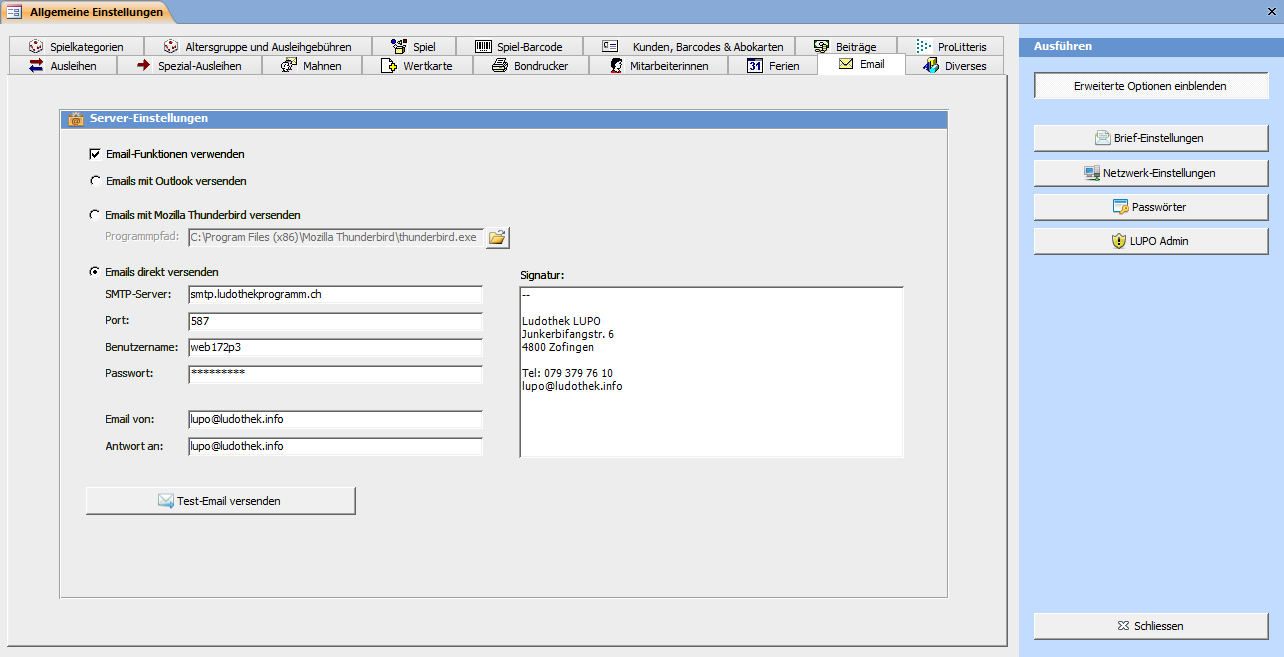 Allgemeine Einstellungen
Spielkategorien
Altersgruppe und Ausleihgebühren
Spiel
Spiel-Barcode
Kunden, Barcodes & Abokarten
Beiträge
ProLitteris
Ausleihen
Spezial-Ausleihen
Mahnen
Wertkarte
Bondrucker
Mitarbeiterinnen
31 Ferien
Email
Diverses
Server-Einstellungen
Email-Funktionen verwenden
Emails mit Outlook versenden
Emails mit Mozilla Thunderbird versenden
Programmpfad: C:\Program Files (x86)\Mozilla Thunderbird\thunderbird.exe
Emails direkt versenden
SMTP-Server: smtp.ludothekprogramm.ch
Port: 587
Benutzername: web172p3
Passwort: *********
Email von: lupo@ludothek.info
Antwort an: lupo@ludothek.info
Test-Email versenden
Signatur:
--
Ludothek LUPO
Junkerbifangstr. 6
4800 Zofingen
Tel: 079 379 76 10
lupo@ludothek.info
Ausführen
Erweiterte Optionen einblenden
Brief-Einstellungen
Netzwerk-Einstellungen
Passwörter
LUPO Admin
Schliessen